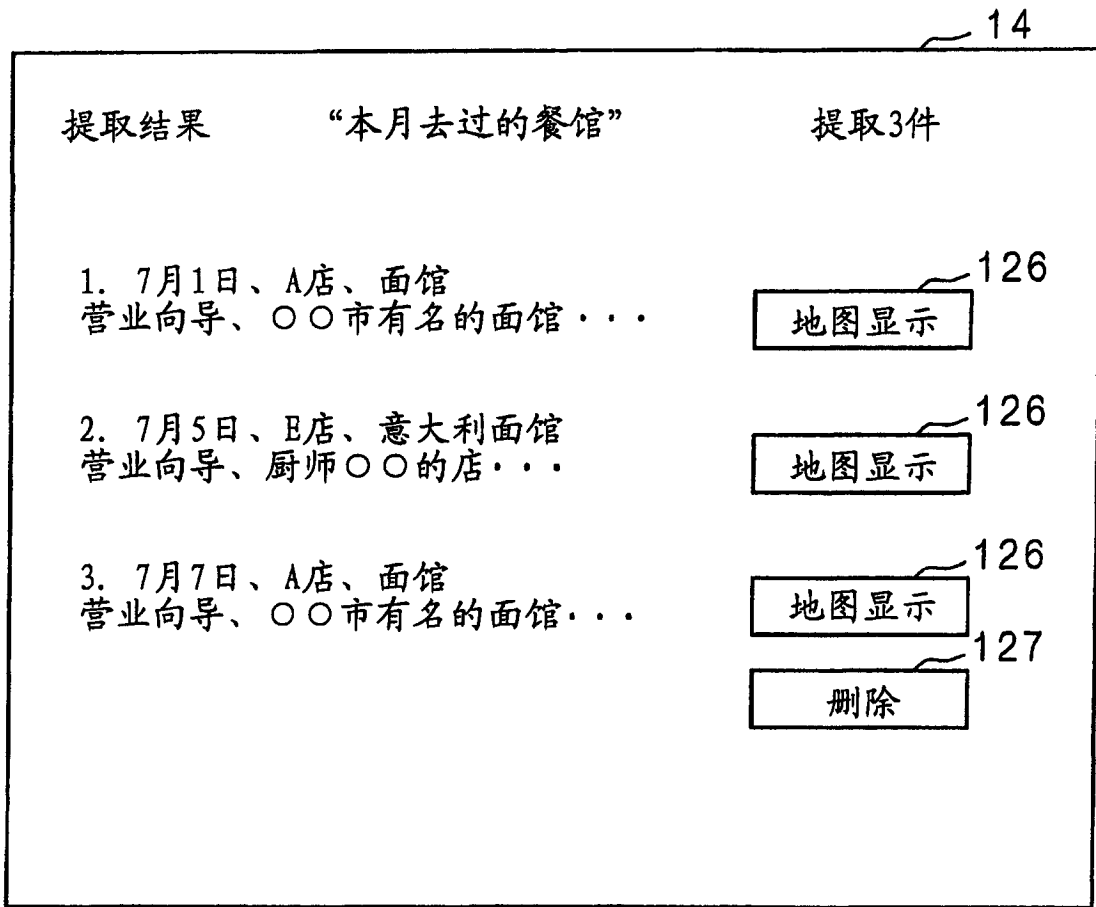 14
提取结果 “本月去过的餐馆” 提取3件
1. 7月1日、A店、面馆
营业向导、○○市有名的面馆···
126
地图显示
2. 7月5日、E店、意大利面馆
营业向导、厨师○○的店···
126
地图显示
3. 7月7日、A店、面馆
营业向导、○○市有名的面馆···
126
地图显示
127
删除